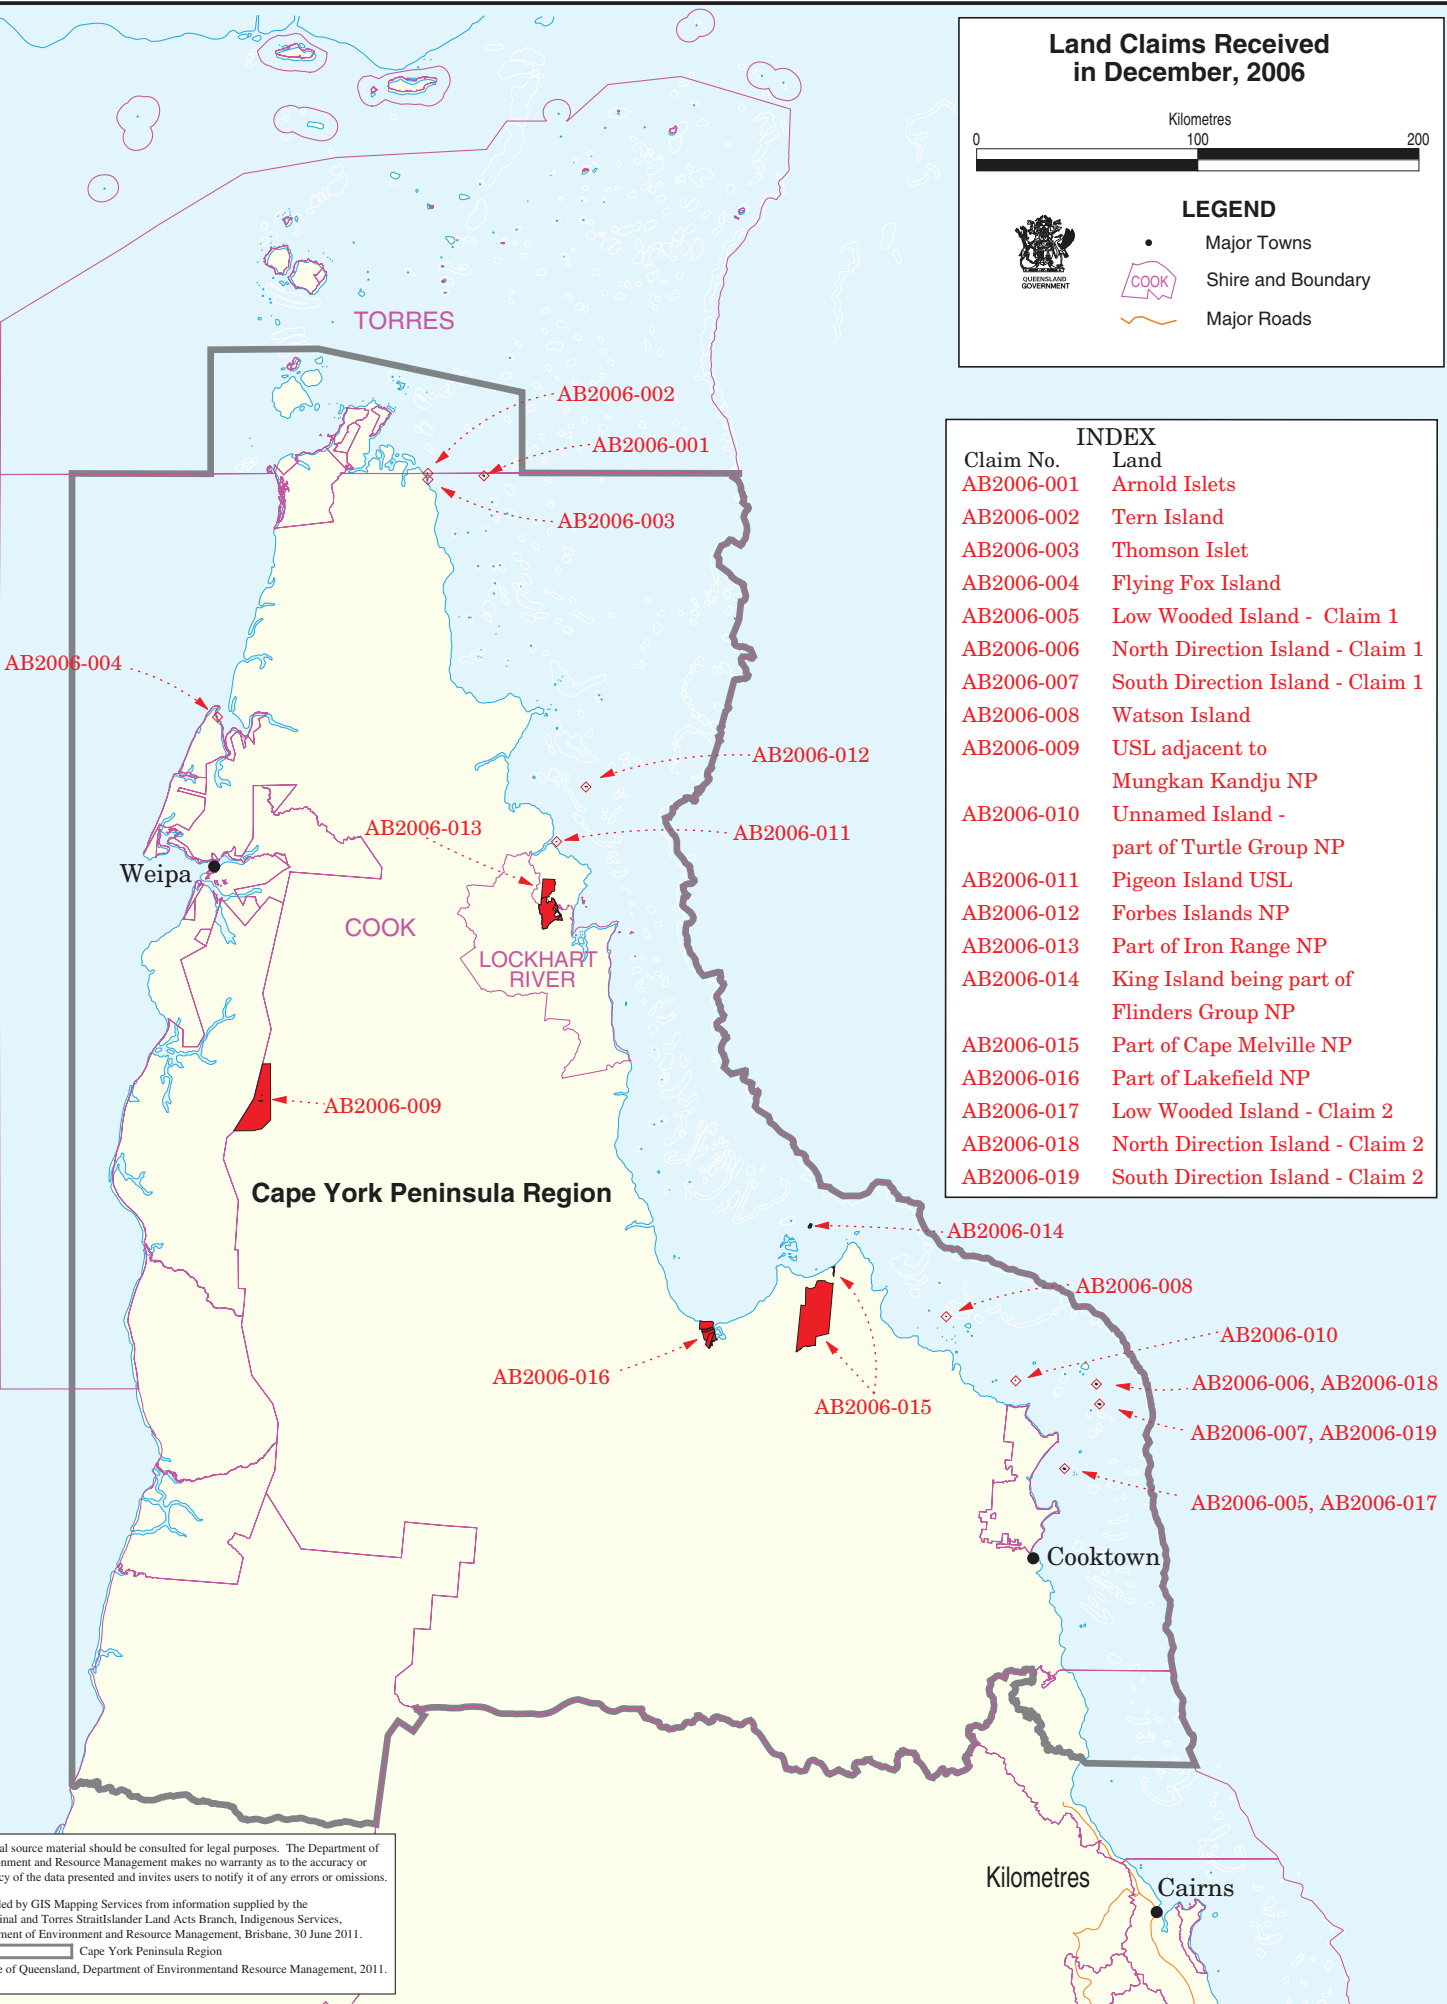 Land Claims Received
in December, 2006
Kilometres
0 100 200
LEGEND
QUEENSLAND
GOVERNMENT
Major Towns
COOK Shire and Boundary
Major Roads
TORRES
AB2006-002
AB2006-001
AB2006-003
INDEX
Claim No. Land
AB2006-001 Arnold Islets
AB2006-002 Tern Island
AB2006-003 Thomson Islet
AB2006-004 Flying Fox Island
AB2006-005 Low Wooded Island - Claim 1
AB2006-006 North Direction Island - Claim 1
AB2006-007 South Direction Island - Claim 1
AB2006-008 Watson Island
AB2006-009 USL adjacent to
Mungkan Kandju NP
AB2006-010 Unnamed Island -
part of Turtle Group NP
AB2006-011 Pigeon Island USL
AB2006-012 Forbes Islands NP
AB2006-013 Part of Iron Range NP
AB2006-014 King Island being part of
Flinders Group NP
AB2006-015 Part of Cape Melville NP
AB2006-016 Part of Lakefield NP
AB2006-017 Low Wooded Island - Claim 2
AB2006-018 North Direction Island - Claim 2
AB2006-019 South Direction Island - Claim 2
AB2006-004
AB2006-012
AB2006-013
AB2006-011
Weipa
COOK
LOCKHART
RIVER
AB2006-009
Cape York Peninsula Region
AB2006-014
AB2006-008
AB2006-010
AB2006-016
AB2006-006, AB2006-018
AB2006-015
AB2006-007, AB2006-019
AB2006-005, AB2006-017
Cooktown
Kilometres
Cairns
al source material should be consulted for legal purposes. The Department of
nment and Resource Management makes no warranty as to the accuracy or
cy of the data presented and invites users to notify it of any errors or omissions.
led by GIS Mapping Services from information supplied by the
inal and Torres StraitIslander Land Acts Branch, Indigenous Services,
ment of Environment and Resource Management, Brisbane, 30 June 2011.
Cape York Peninsula Region
e of Queensland, Department of Environmentand Resource Management, 2011.